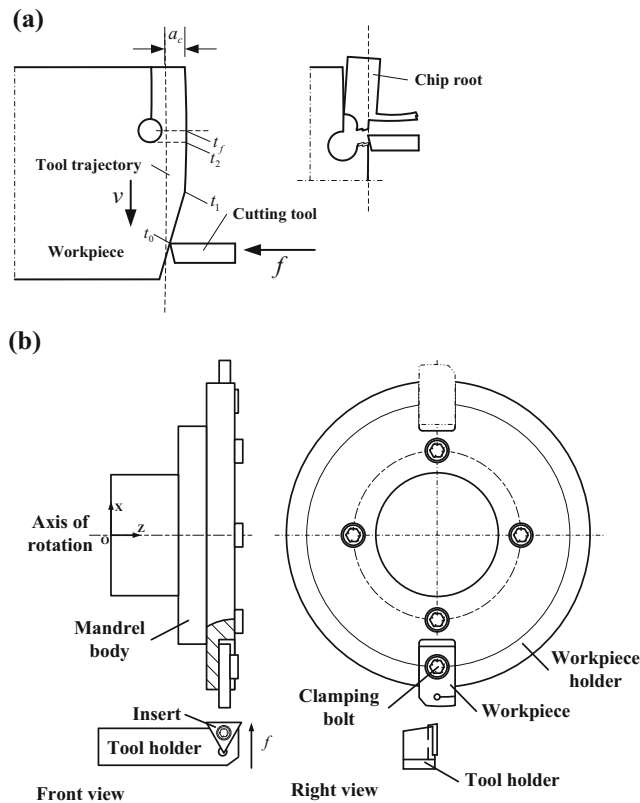 (a)
a_c
Chip root
t_f
t_2
Tool trajectory
v
t_1
Cutting tool
t_0
Workpiece
f
(b)
X
Axis of
rotation
O
Z
Mandrel
body
Workpiece
holder
Clamping
bolt
Workpiece
Insert
Tool holder
f
Tool holder
Front view
Right view